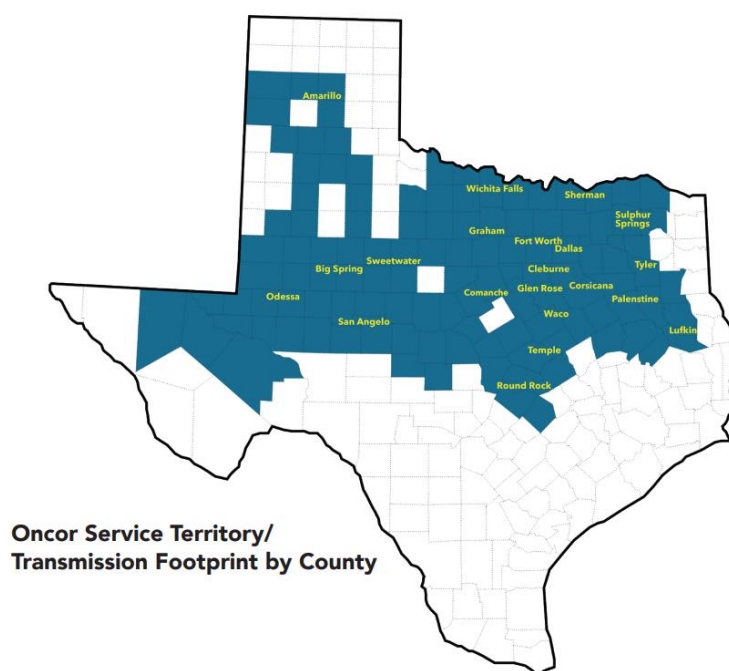 Amarillo
Wichita Falls
Sherman
Sulphur
Springs
Graham
Fort Worth
Dallas
Sweetwater
Big Spring
Cleburne
Tyler
Odessa
Comanche
Glen Rose
Corsicana
Palenstine
San Angelo
Waco
Lufkin
Temple
Round Rock
Oncor Service Territory/
Transmission Footprint by County